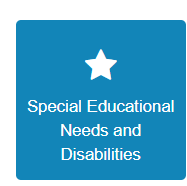 Special Educational
Needs and
Disabilities